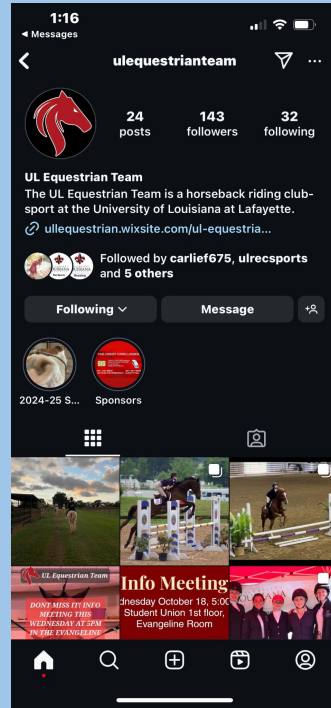 1:16
Messages
ulequestrianteam
24
posts
143
followers
32
following
UL Equestrian Team
The UL Equestrian Team is a horseback riding club-
sport at the University of Louisiana at Lafayette.
ullequestrian.wixsite.com/ul-equestria...
Followed by carlief675, ulrecsports
and 5 others
Following
Message
2024-25 S...
Sponsors
UL Equestrian Team
DONT MISS IT! INFO
MEETING THIS
WEDNESDAY AT 5PM
IN THE EVANGELINE
Info Meeting
dnesday October 18, 5:00
Student Union 1st floor,
Evangeline Room